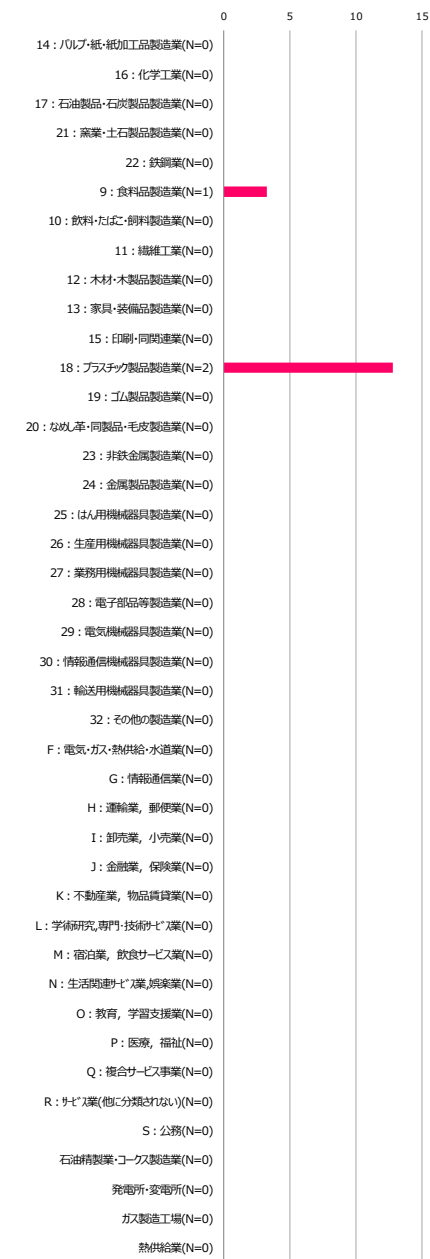 0 5 10 15
14：パルプ・紙・紙加工品製造業(N=0)
16：化学工業(N=0)
17：石油製品・石炭製品製造業(N=0)
21：窯業・土石製品製造業(N=0)
22：鉄鋼業(N=0)
9：食料品製造業(N=1)
10：飲料・たばこ・飼料製造業(N=0)
11：繊維工業(N=0)
12：木材・木製品製造業(N=0)
13：家具・装備品製造業(N=0)
15：印刷・同関連業(N=0)
18：プラスチック製品製造業(N=2)
19：ゴム製品製造業(N=0)
20：なめし革・同製品・毛皮製造業(N=0)
23：非鉄金属製造業(N=0)
24：金属製品製造業(N=0)
25：はん用機械器具製造業(N=0)
26：生産用機械器具製造業(N=0)
27：業務用機械器具製造業(N=0)
28：電子部品等製造業(N=0)
29：電気機械器具製造業(N=0)
30：情報通信機械器具製造業(N=0)
31：輸送用機械器具製造業(N=0)
32：その他の製造業(N=0)
F：電気・ガス・熱供給・水道業(N=0)
G：情報通信業(N=0)
H：運輸業，郵便業(N=0)
I：卸売業，小売業(N=0)
J：金融業，保険業(N=0)
K：不動産業，物品賃貸業(N=0)
L：学術研究,専門・技術ｻｰﾋﾞｽ業(N=0)
M：宿泊業，飲食サービス業(N=0)
N：生活関連ｻｰﾋﾞｽ業,娯楽業(N=0)
O：教育，学習支援業(N=0)
P：医療，福祉(N=0)
Q：複合サービス事業(N=0)
R：ｻｰﾋﾞｽ業(他に分類されない)(N=0)
S：公務(N=0)
石油精製業・コークス製造業(N=0)
発電所・変電所(N=0)
ガス製造工場(N=0)
熱供給業(N=0)